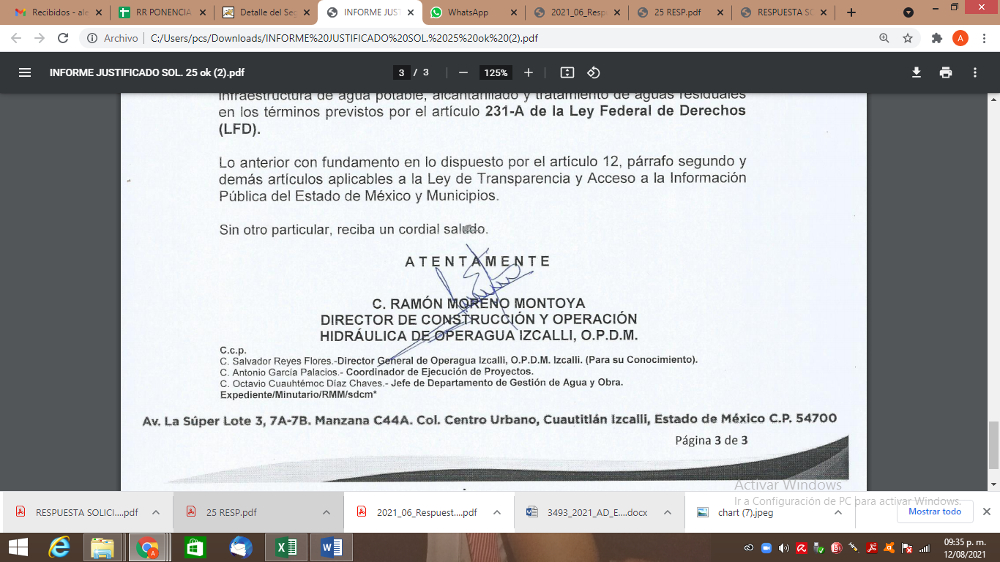 Recibidos - ale
RR PONENCIA
Detalle del Seg
INFORME JUST
WhatsApp
2021_06_Resp
25 RESP.pdf
RESPUESTA SO
Archivo
C:/Users/pcs/Downloads/INFORME%20JUSTIFICADO%20SOL.%2025%20ok%20(2).pdf
A
INFORME JUSTIFICADO SOL. 25 ok (2).pdf
3 / 3
125%
infraestructura de agua potable, alcantarillado y tratamiento de aguas residuales
en los términos previstos por el artículo 231-A de la Ley Federal de Derechos
(LFD).
Lo anterior con fundamento en lo dispuesto por el artículo 12, párrafo segundo y
demás artículos aplicables a la Ley de Transparencia y Acceso a la Información
Pública del Estado de México y Municipios.
Sin otro particular, reciba un cordial saludo.
A T E N T A M E N T E
C. RAMÓN MORENO MONTOYA
DIRECTOR DE CONSTRUCCIÓN Y OPERACIÓN
HIDRÁULICA DE OPERAGUA IZCALLI, O.P.D.M.
C.c.p.
C. Salvador Reyes Flores.-Director General de Operagua Izcalli, O.P.D.M. Izcalli. (Para su Conocimiento).
C. Antonio García Palacios.- Coordinador de Ejecución de Proyectos.
C. Octavio Cuauhtémoc Díaz Chaves.- Jefe de Departamento de Gestión de Agua y Obra.
Expediente/Minutario/RMM/sdcm*
Av. La Súper Lote 3, 7A-7B. Manzana C44A. Col. Centro Urbano, Cuautitlán Izcalli, Estado de México C.P. 54700
Página 3 de 3
Activar Windows
Ir a Configuración de PC para activar Windows.
RESPUESTA SOLICI....pdf
25 RESP.pdf
2021_06_Respuest....pdf
3493_2021_AD_E....docx
chart (7).jpeg
Mostrar todo
09:35 p. m.
12/08/2021